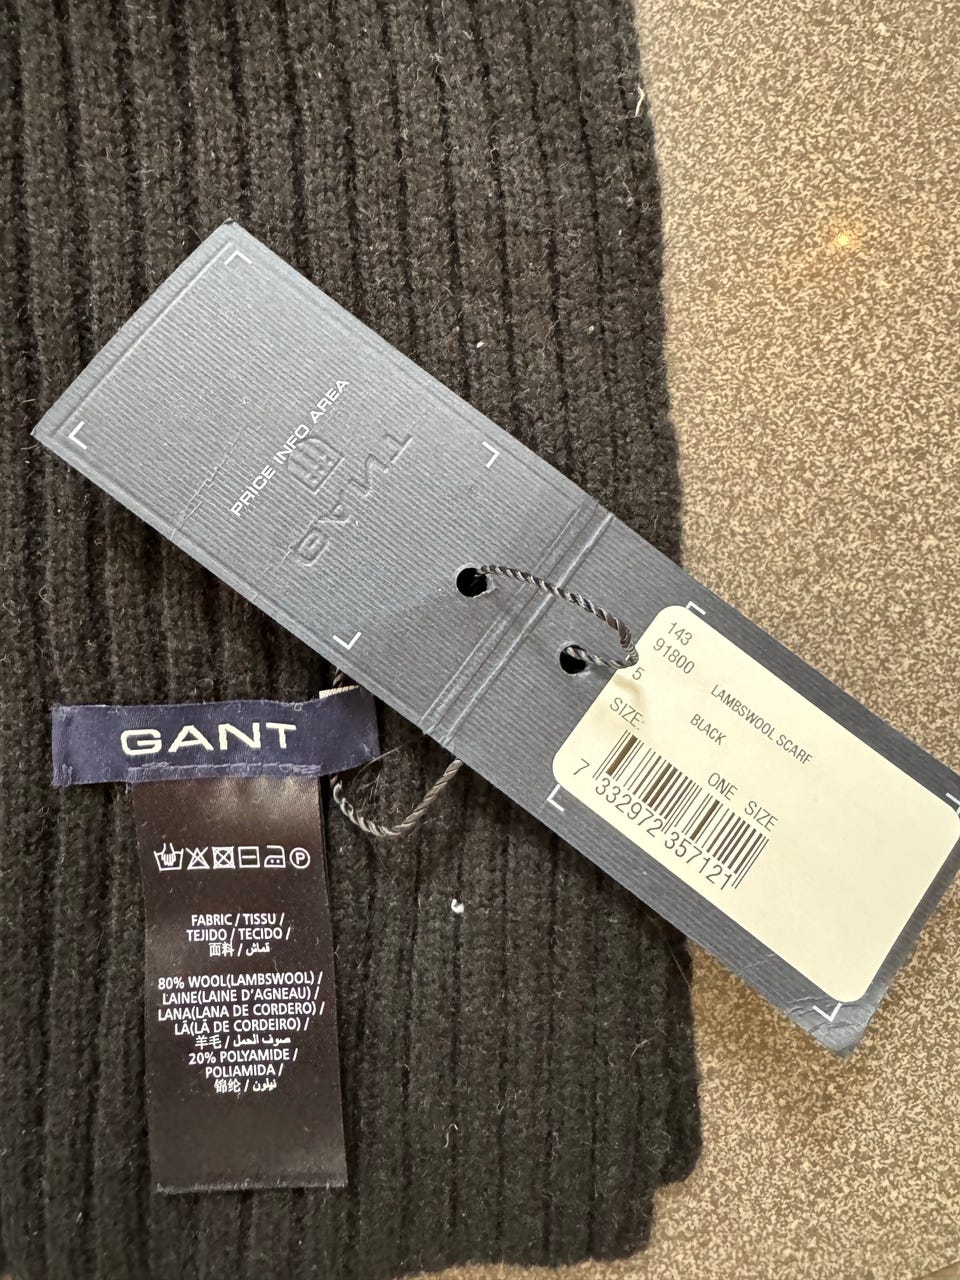 PRICE INFO AREA
GANT
143
91800 LAMBSWOOL SCARF
5 BLACK
SIZE: ONE SIZE
7 332972 357121
GANT
P
FABRIC / TISSU /
TEJIDO / TECIDO /
面料 / قماش
80% WOOL(LAMBSWOOL) /
LAINE(LAINE D'AGNEAU) /
LANA(LANA DE CORDERO) /
LÃ(LÃ DE CORDEIRO) /
羊毛 / صوف الحمل
20% POLYAMIDE /
POLIAMIDA /
锦纶 / نيلون